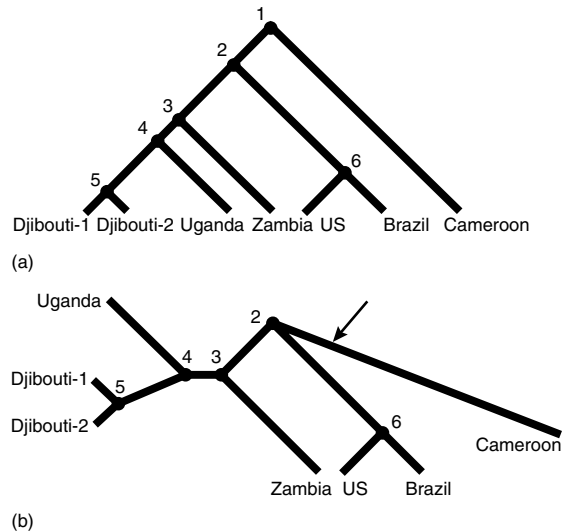 1
2
3
4
6
5
Djibouti-1 Djibouti-2 Uganda Zambia US Brazil Cameroon
(a)
Uganda
2
4 3
Djibouti-1
5
Djibouti-2
6
Cameroon
Zambia US Brazil
(b)